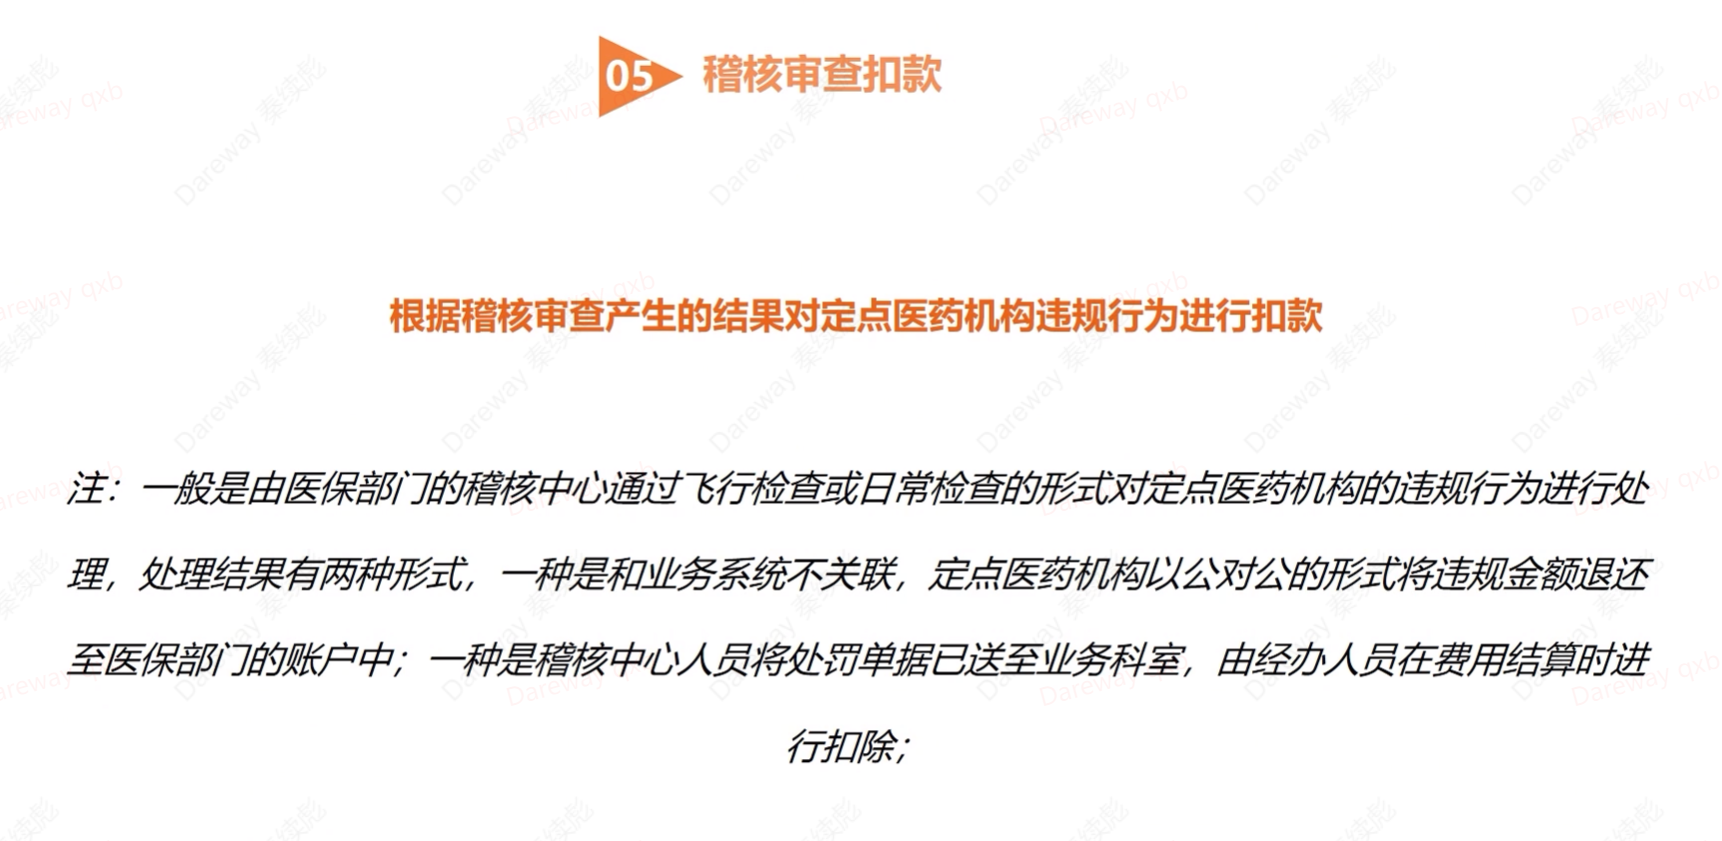 05 稽核审查扣款
根据稽核审查产生的结果对定点医药机构违规行为进行扣款
注：一般是由医保部门的稽核中心通过飞行检查或日常检查的形式对定点医药机构的违规行为进行处
理，处理结果有两种形式，一种是和业务系统不关联，定点医药机构以公对公的形式将违规金额退还
至医保部门的账户中；一种是稽核中心人员将处罚单据已送至业务科室，由经办人员在费用结算时进
行扣除；
Dareway 秦续彪
Dareway qxb